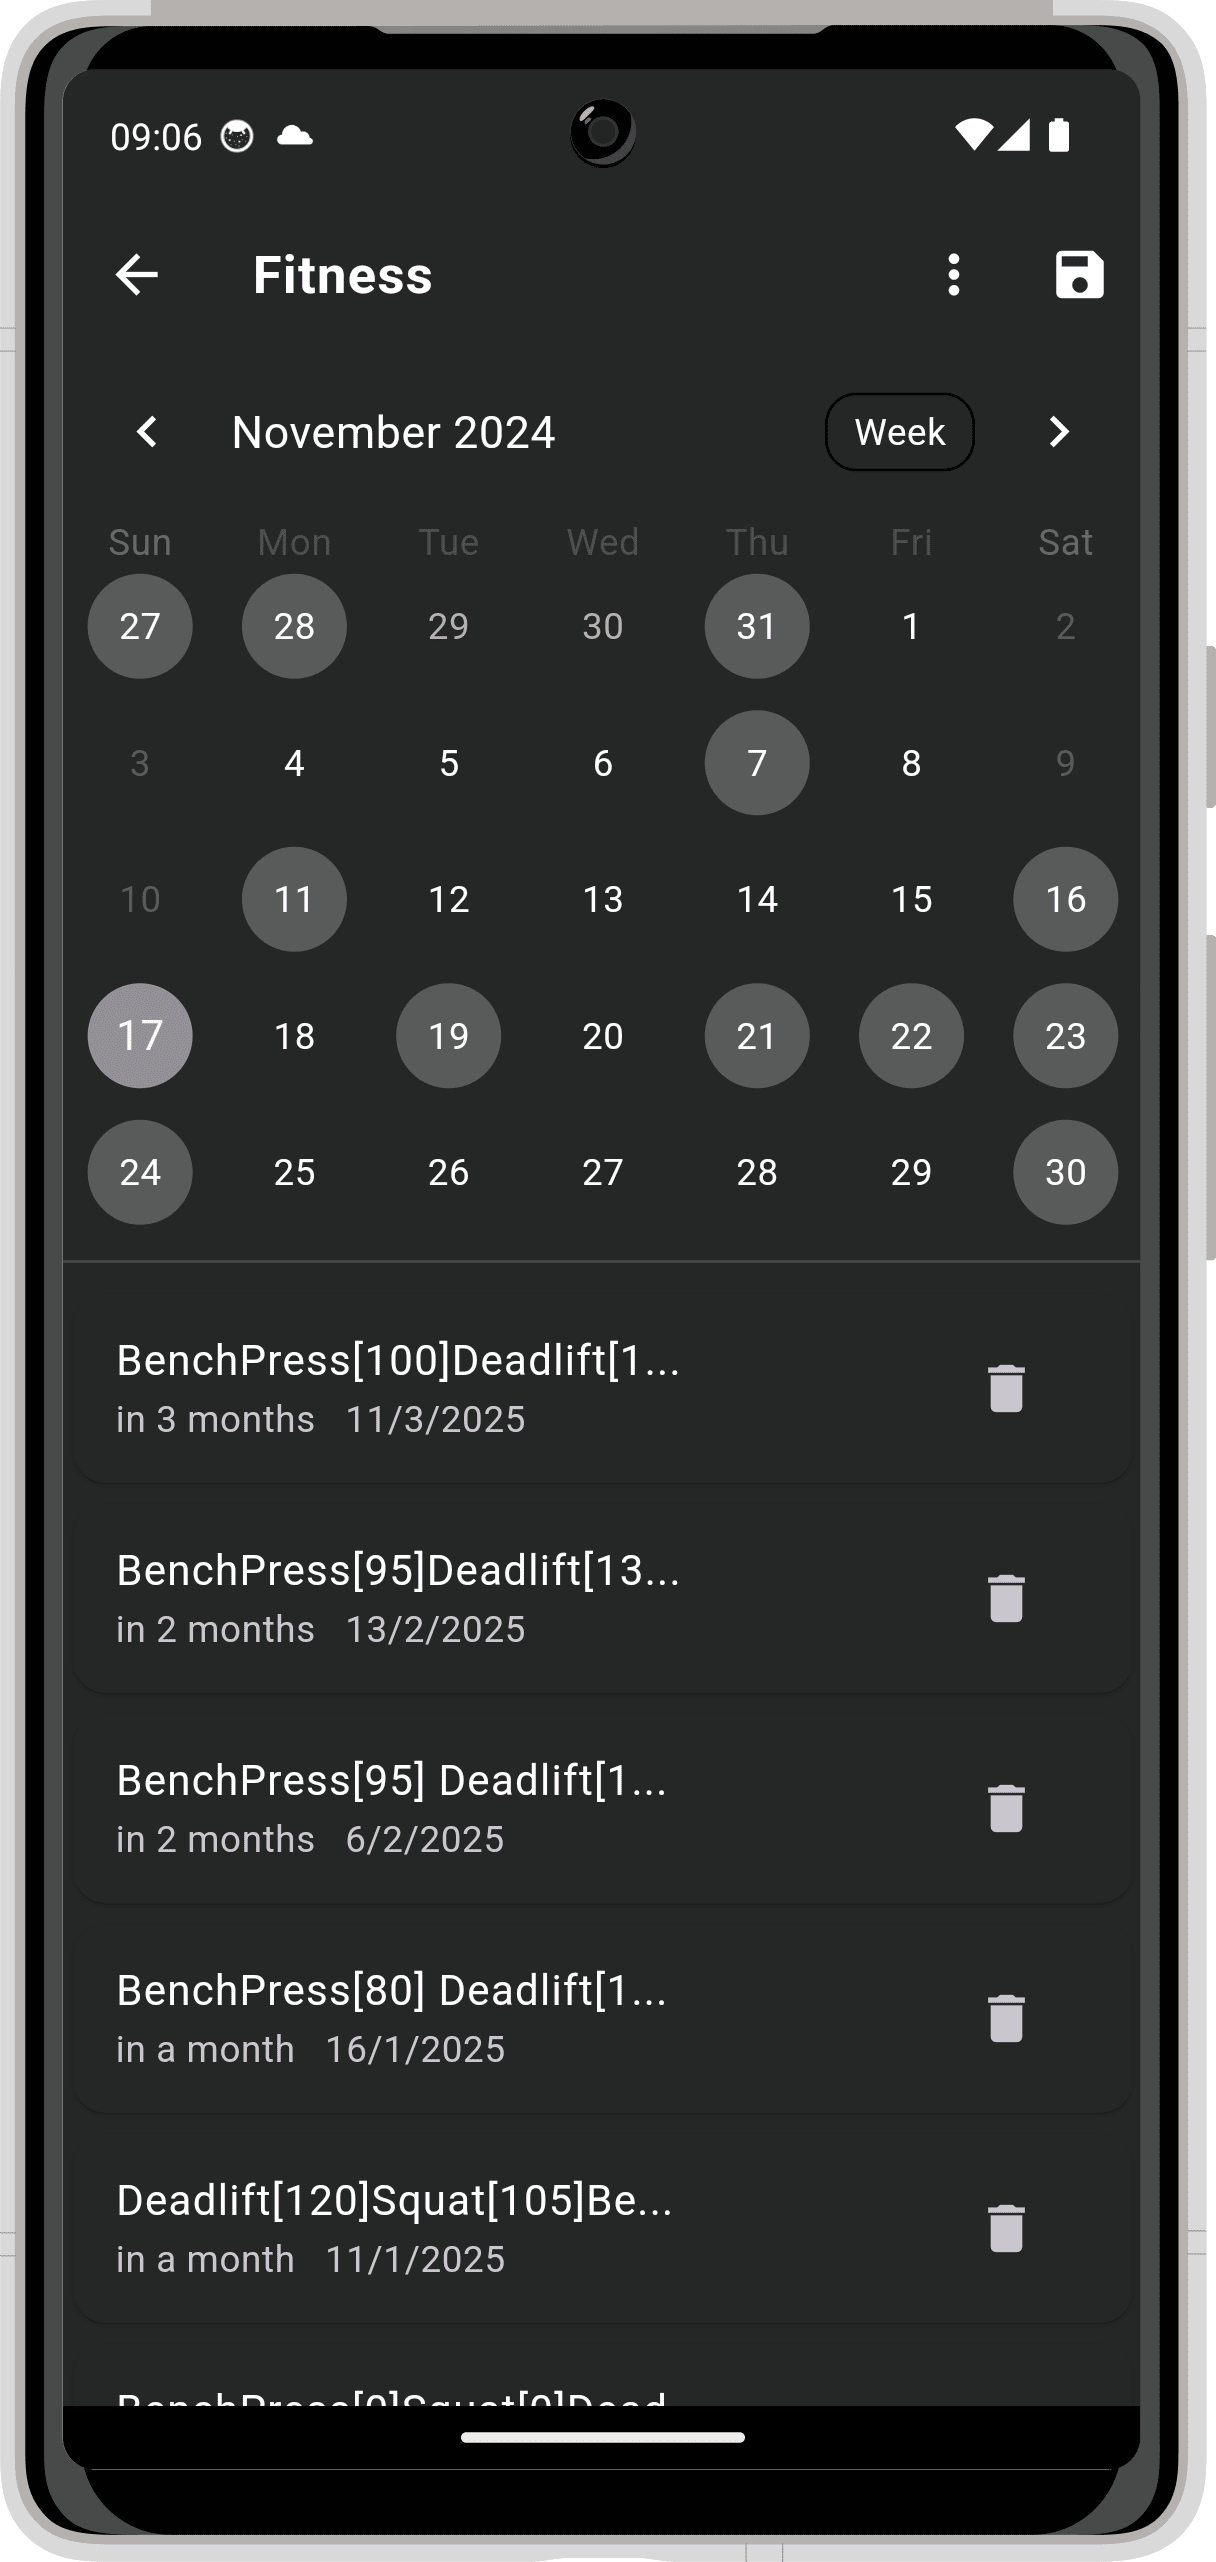 09:06
Fitness
November 2024 Week
Sun Mon Tue Wed Thu Fri Sat
27 28 29 30 31 1 2
3 4 5 6 7 8 9
10 11 12 13 14 15 16
17 18 19 20 21 22 23
24 25 26 27 28 29 30
BenchPress[100]Deadlift[1...
in 3 months 11/3/2025
BenchPress[95]Deadlift[13...
in 2 months 13/2/2025
BenchPress[95] Deadlift[1...
in 2 months 6/2/2025
BenchPress[80] Deadlift[1...
in a month 16/1/2025
Deadlift[120]Squat[105]Be...
in a month 11/1/2025